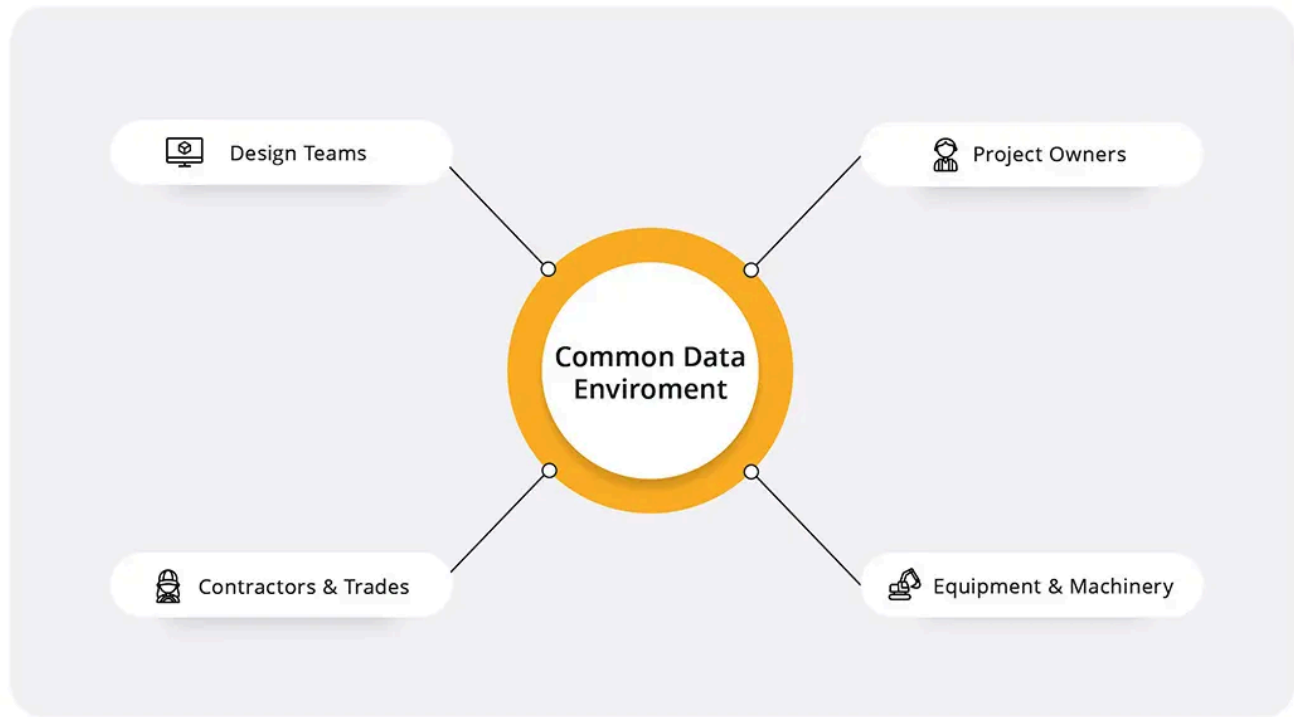 Design Teams
Project Owners
Common Data
Enviroment
Contractors & Trades
Equipment & Machinery